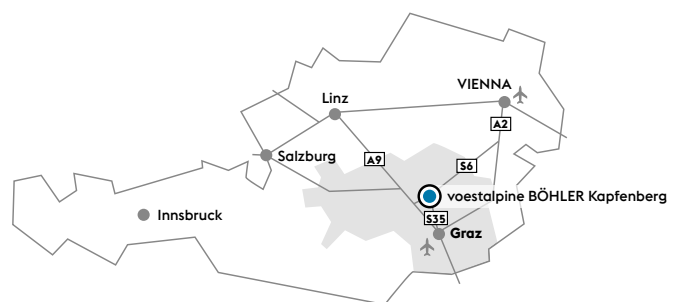 VIENNA
Linz
A2
Salzburg
A9
S6
voestalpine BÖHLER Kapfenberg
Innsbruck
S35
Graz